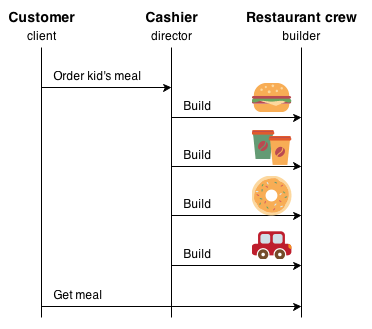 Customer Cashier Restaurant crew
client director builder
Order kid's meal
Build
Build
Build
Build
Get meal